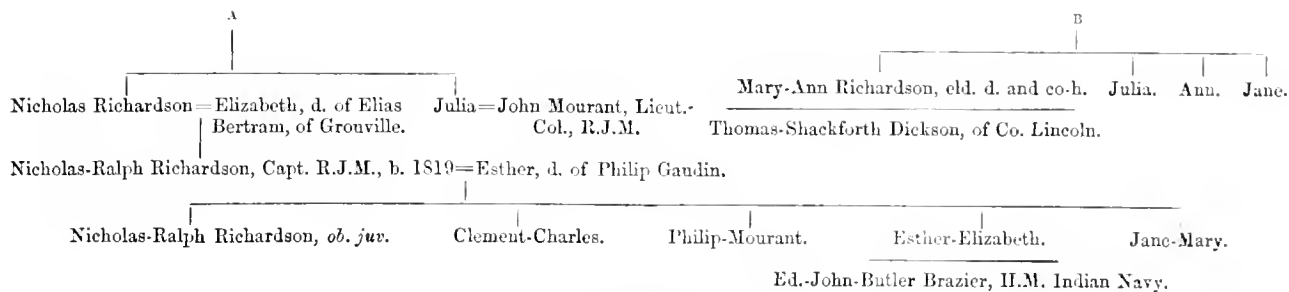 A B
Mary-Ann Richardson, eld. d. and co-h. Julia. Ann. Jane.
Nicholas Richardson=Elizabeth, d. of Elias Julia=John Mourant, Lieut.-
Bertram, of Grouville. Col., R.J.M.
Thomas-Shackforth Dickson, of Co. Lincoln.
Nicholas-Ralph Richardson, Capt. R.J.M., b. 1819=Esther, d. of Philip Gaudin.
Nicholas-Ralph Richardson, ob. juv. Clement-Charles. Philip-Mourant. Esther-Elizabeth. Jane-Mary.
Ed.-John-Butler Brazier, H.M. Indian Navy.